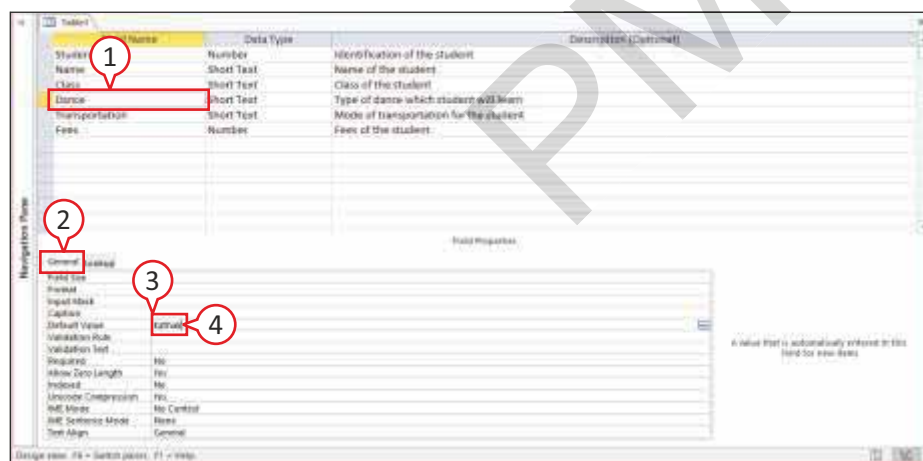 Table1
Name Data Type Description (Optional)
1
Number Identification of the student
Name Short Text Name of the student
Class Short Text Class of the student
Dance Short Text Type of dance which student will learn
Transportation Short Text Mode of transportation for the student
Fees Number Fees of the student
PM
Navigation Pane
2
Field Properties
General Lookup
3
Field Size
Format
Input Mask
Caption
Default Value Kathak
4
Validation Rule
Validation Text
Required No
Allow Zero Length Yes
Indexed No
Unicode Compression Yes
IME Mode No Control
IME Sentence Mode None
Text Align General
A value that is automatically entered in this
field for new items
Design view. F6 = Switch panes. F1 = Help.